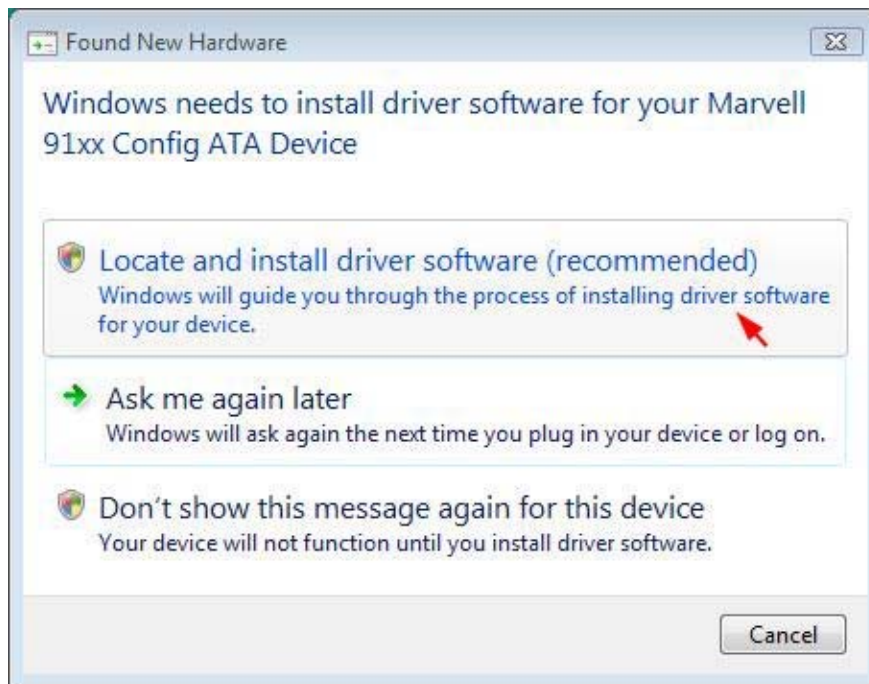 Found New Hardware
Windows needs to install driver software for your Marvell
91xx Config ATA Device
Locate and install driver software (recommended)
Windows will guide you through the process of installing driver software
for your device.
Ask me again later
Windows will ask again the next time you plug in your device or log on.
Don't show this message again for this device
Your device will not function until you install driver software.
Cancel